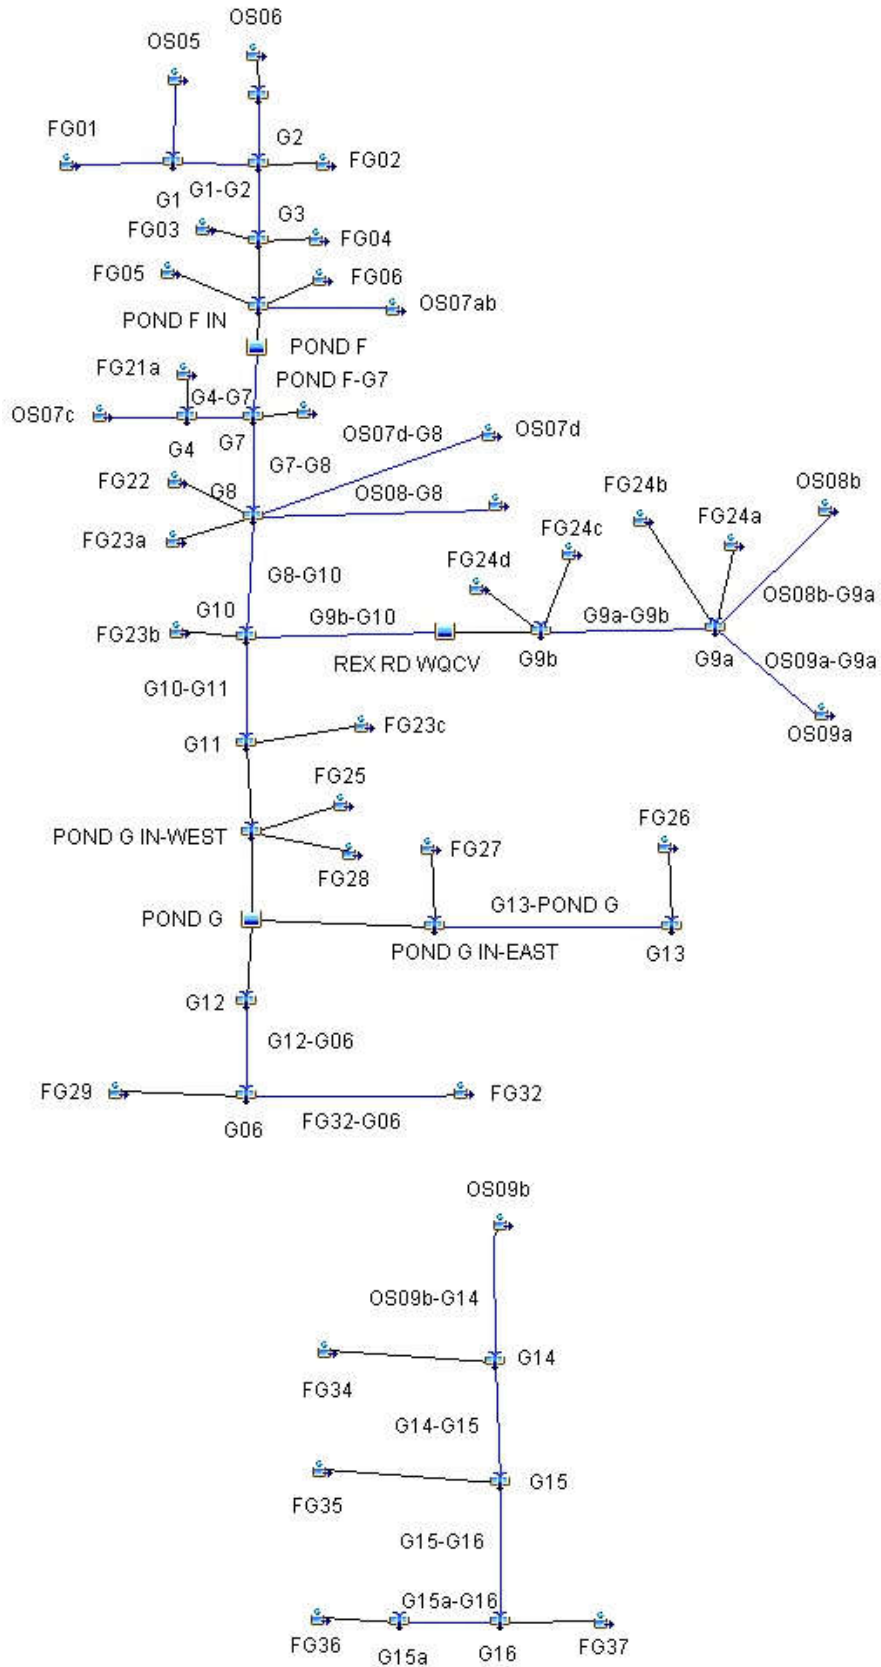 OS06
OS05
FG01
G2
FG02
G1-G2
G1
G3
FG03
FG04
FG05
FG06
OS07ab
POND F IN
POND F
FG21a
POND F-G7
G4-G7
OS07c
OS07d-G8
OS07d
G4
G7
G7-G8
FG22
G8
OS08-G8
FG24b
OS08b
FG23a
FG24c
FG24a
G8-G10
FG24d
OS08b-G9a
G10
G9b-G10
G9a-G9b
FG23b
REX RD WQCV
G9b
G9a
OS09a-G9a
G10-G11
FG23c
OS09a
G11
FG25
POND G IN-WEST
FG26
FG27
FG28
G13-POND G
POND G
POND G IN-EAST
G13
G12
G12-G06
FG29
FG32
FG32-G06
G06
OS09b
OS09b-G14
G14
FG34
G14-G15
G15
FG35
G15-G16
G15a-G16
FG36
G15a
G16
FG37